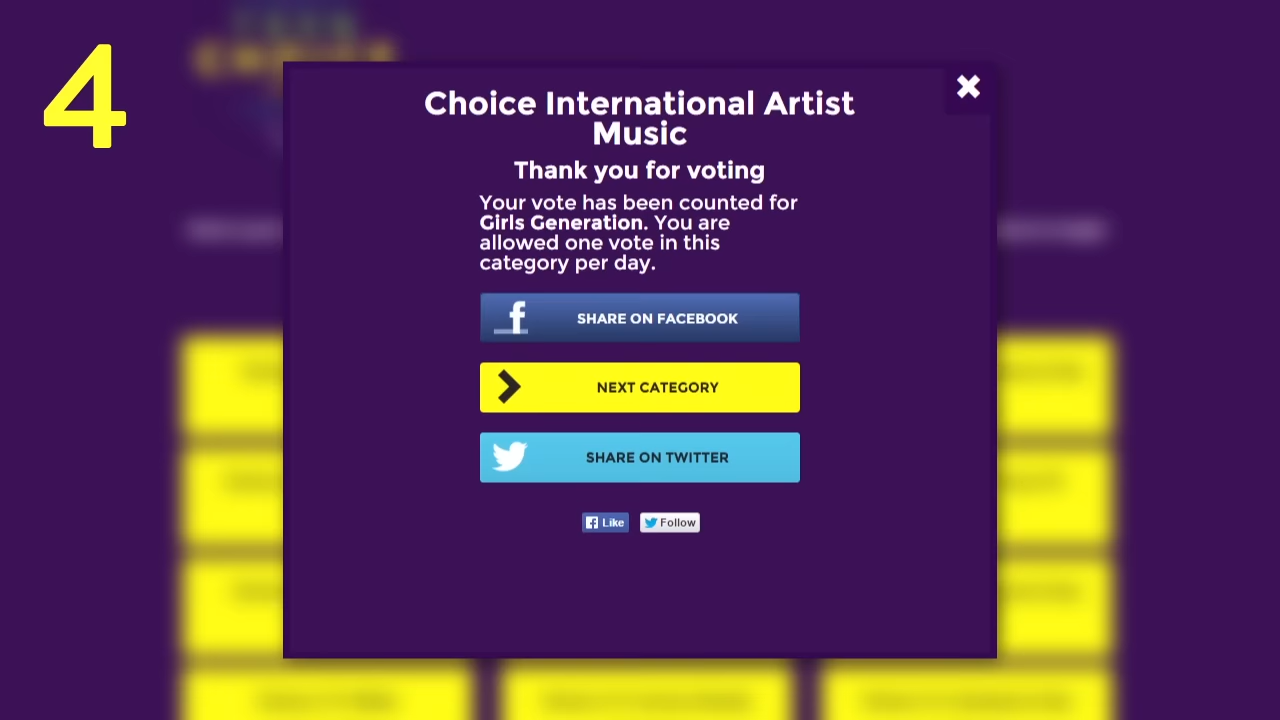 4
Choice International Artist
Music
Thank you for voting
Your vote has been counted for
Girls Generation. You are
allowed one vote in this
category per day.
SHARE ON FACEBOOK
NEXT CATEGORY
SHARE ON TWITTER
Like
Follow